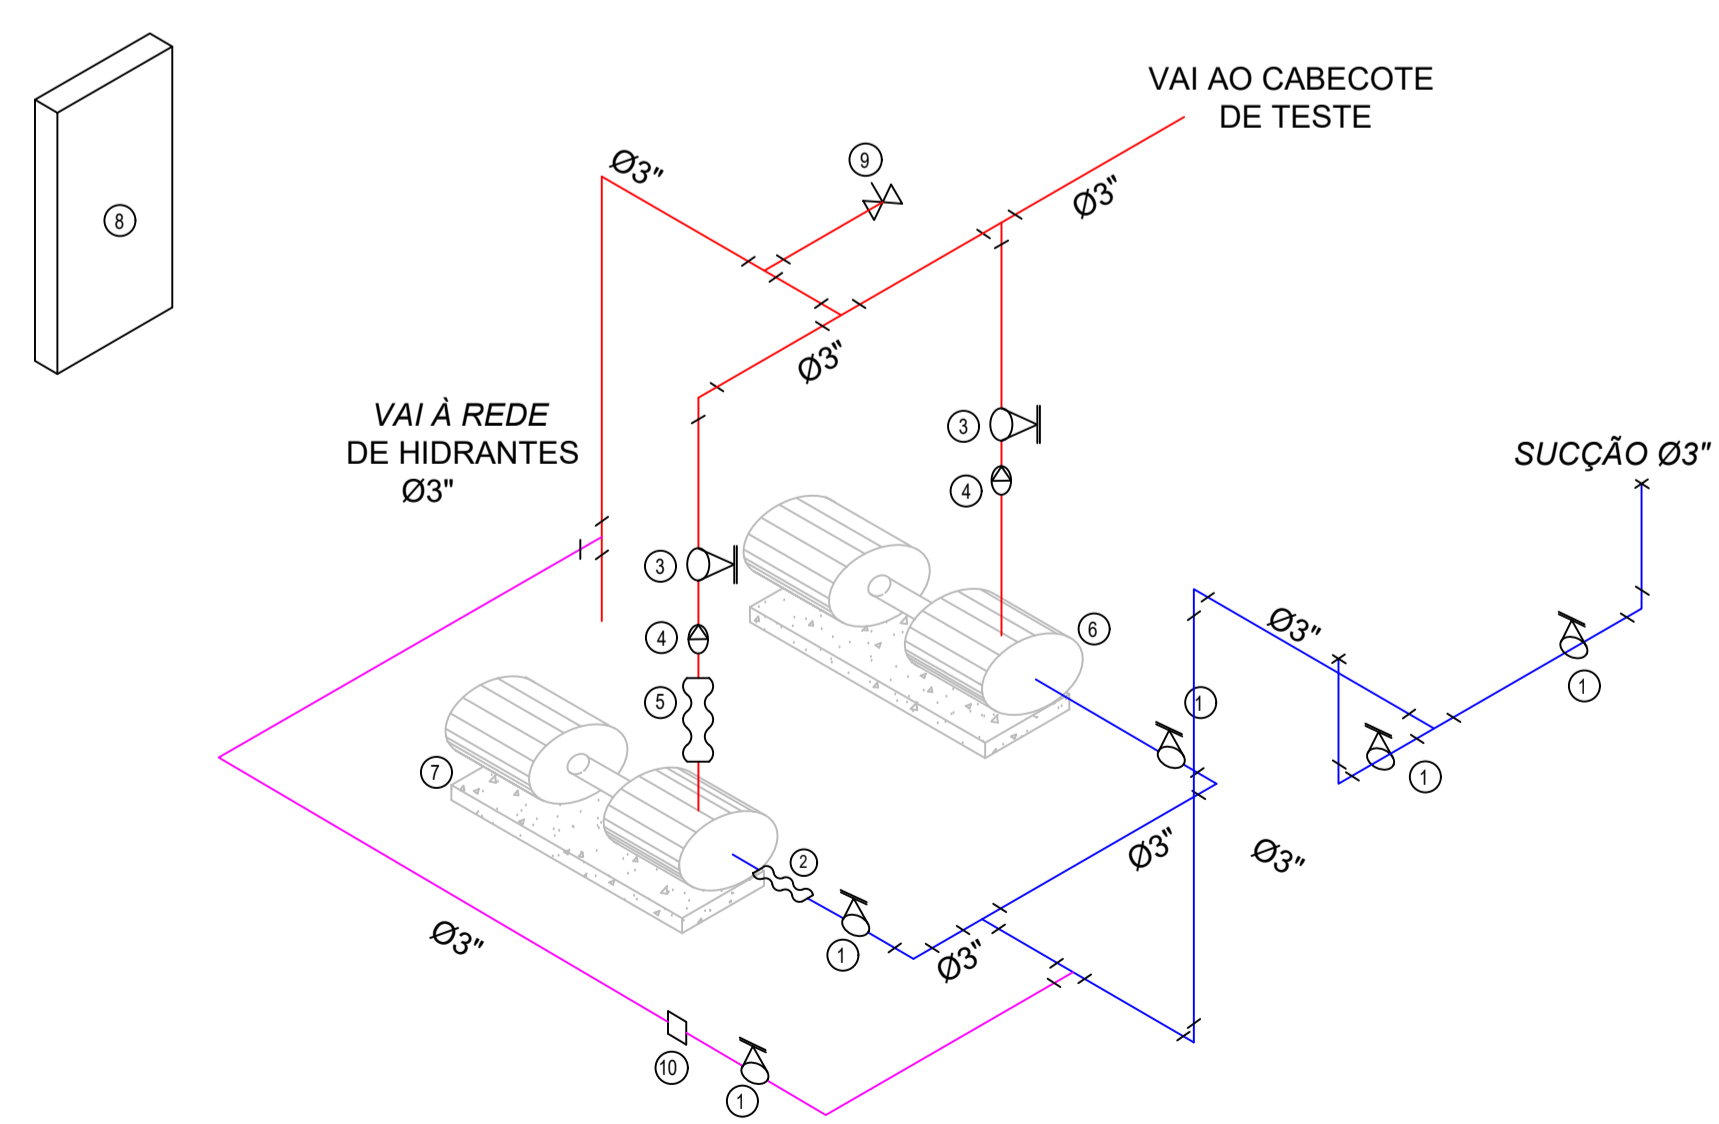 VAI AO CABECOTE
DE TESTE
Ø3"
9
Ø3"
8
Ø3"
VAI À REDE
DE HIDRANTES
Ø3"
3
SUCÇÃO Ø3"
4
3
Ø3"
6
4
5
1
1
7
1
2
Ø3"
Ø3"
Ø3"
1
Ø3"
10
1